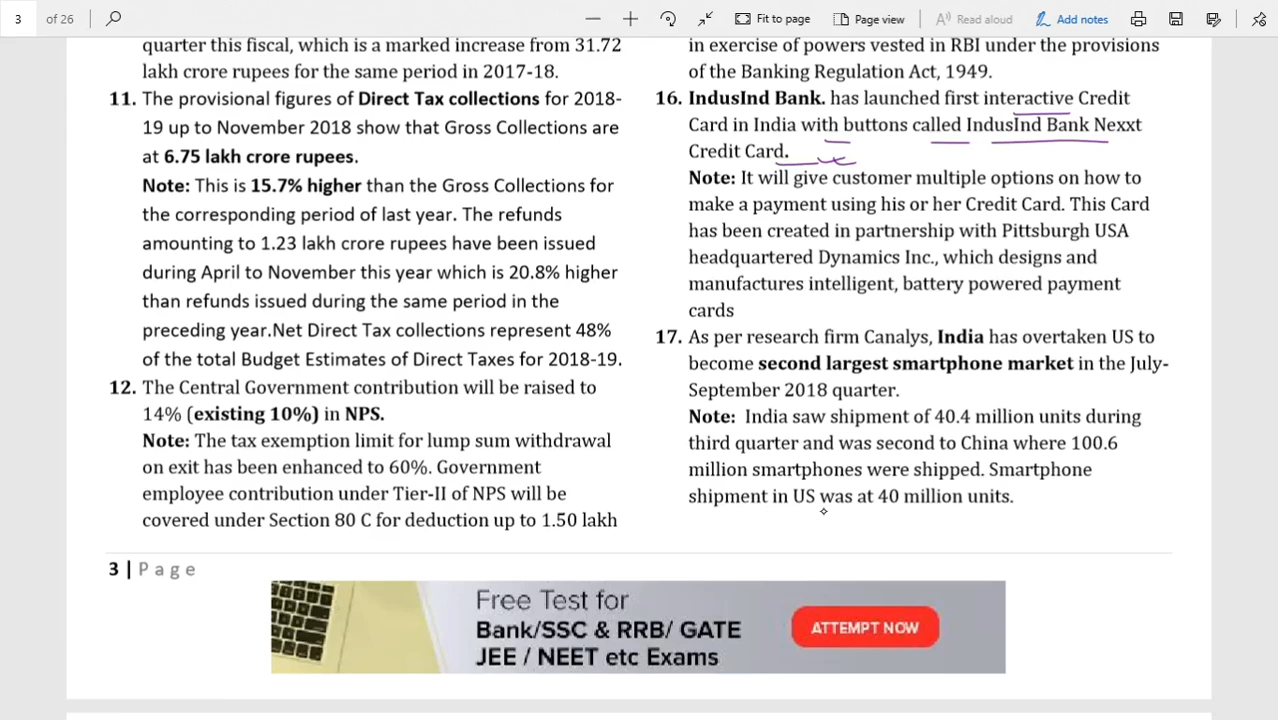 3 of 26
Fit to page
Page view
Read aloud
Add notes
quarter this fiscal, which is a marked increase from 31.72
lakh crore rupees for the same period in 2017-18.
11. The provisional figures of Direct Tax collections for 2018-
19 up to November 2018 show that Gross Collections are
at 6.75 lakh crore rupees.
Note: This is 15.7% higher than the Gross Collections for
the corresponding period of last year. The refunds
amounting to 1.23 lakh crore rupees have been issued
during April to November this year which is 20.8% higher
than refunds issued during the same period in the
preceding year.Net Direct Tax collections represent 48%
of the total Budget Estimates of Direct Taxes for 2018-19.
12. The Central Government contribution will be raised to
14% (existing 10%) in NPS.
Note: The tax exemption limit for lump sum withdrawal
on exit has been enhanced to 60%. Government
employee contribution under Tier-II of NPS will be
covered under Section 80 C for deduction up to 1.50 lakh
in exercise of powers vested in RBI under the provisions
of the Banking Regulation Act, 1949.
16. IndusInd Bank. has launched first interactive Credit
Card in India with buttons called IndusInd Bank Nexxt
Credit Card.
Note: It will give customer multiple options on how to
make a payment using his or her Credit Card. This Card
has been created in partnership with Pittsburgh USA
headquartered Dynamics Inc., which designs and
manufactures intelligent, battery powered payment
cards
17. As per research firm Canalys, India has overtaken US to
become second largest smartphone market in the July-
September 2018 quarter.
Note: India saw shipment of 40.4 million units during
third quarter and was second to China where 100.6
million smartphones were shipped. Smartphone
shipment in US was at 40 million units.
3 | Page
Free Test for
Bank/SSC & RRB/ GATE
JEE / NEET etc Exams
ATTEMPT NOW